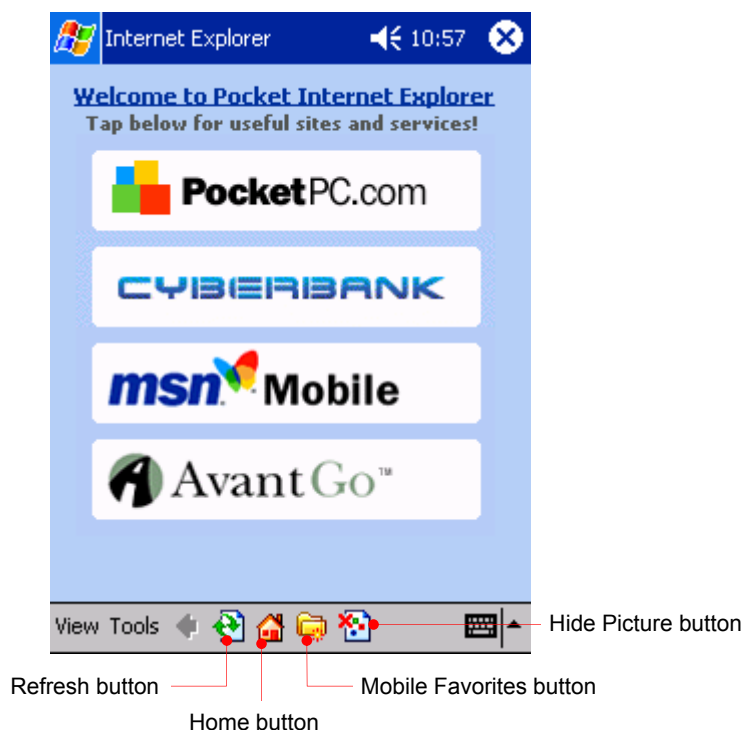 Internet Explorer 10:57
Welcome to Pocket Internet Explorer
Tap below for useful sites and services!
PocketPC.com
CYBERBANK
msn Mobile
AvantGo™
View Tools
Hide Picture button
Refresh button
Mobile Favorites button
Home button